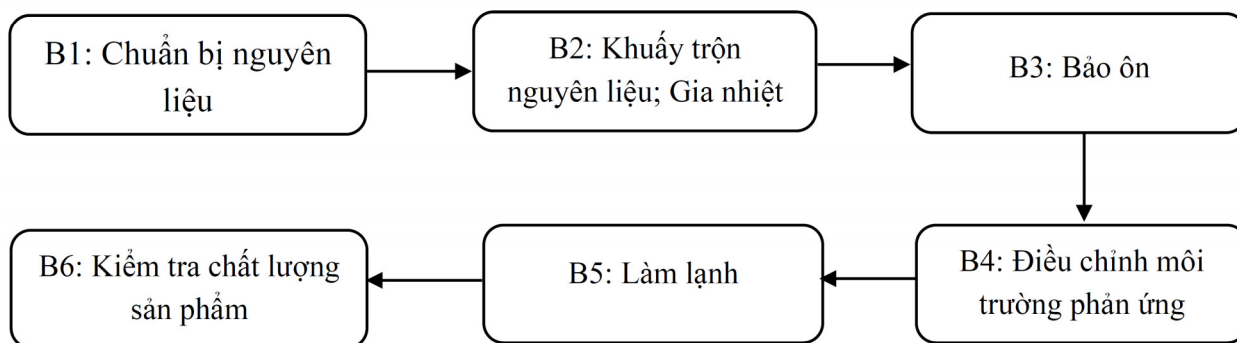 B1: Chuẩn bị nguyên
liệu
B2: Khuấy trộn
nguyên liệu; Gia nhiệt
B3: Bảo ôn
B4: Điều chỉnh môi
trường phản ứng
B5: Làm lạnh
B6: Kiểm tra chất lượng
sản phẩm